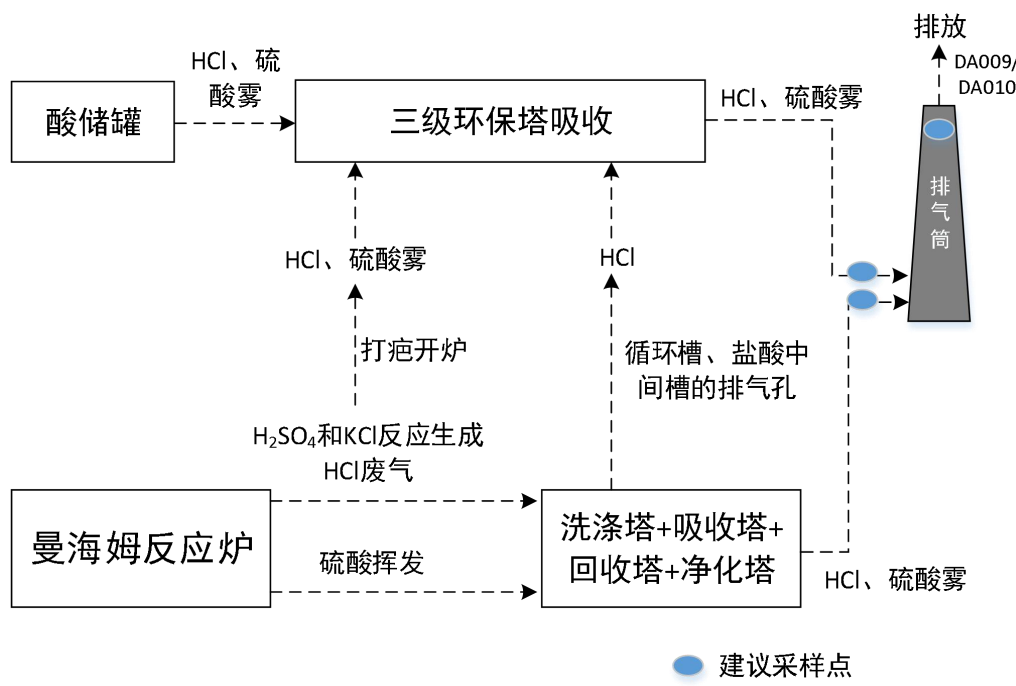 排放
DA009/
DA010
HCl、硫
酸雾
酸储罐
三级环保塔吸收
HCl、硫酸雾
排
气
筒
HCl、硫酸雾
HCl
打疤开炉
循环槽、盐酸中
间槽的排气孔
H₂SO₄和KCl反应生成
HCl废气
曼海姆反应炉
硫酸挥发
洗涤塔+吸收塔+
回收塔+净化塔
HCl、硫酸雾
建议采样点